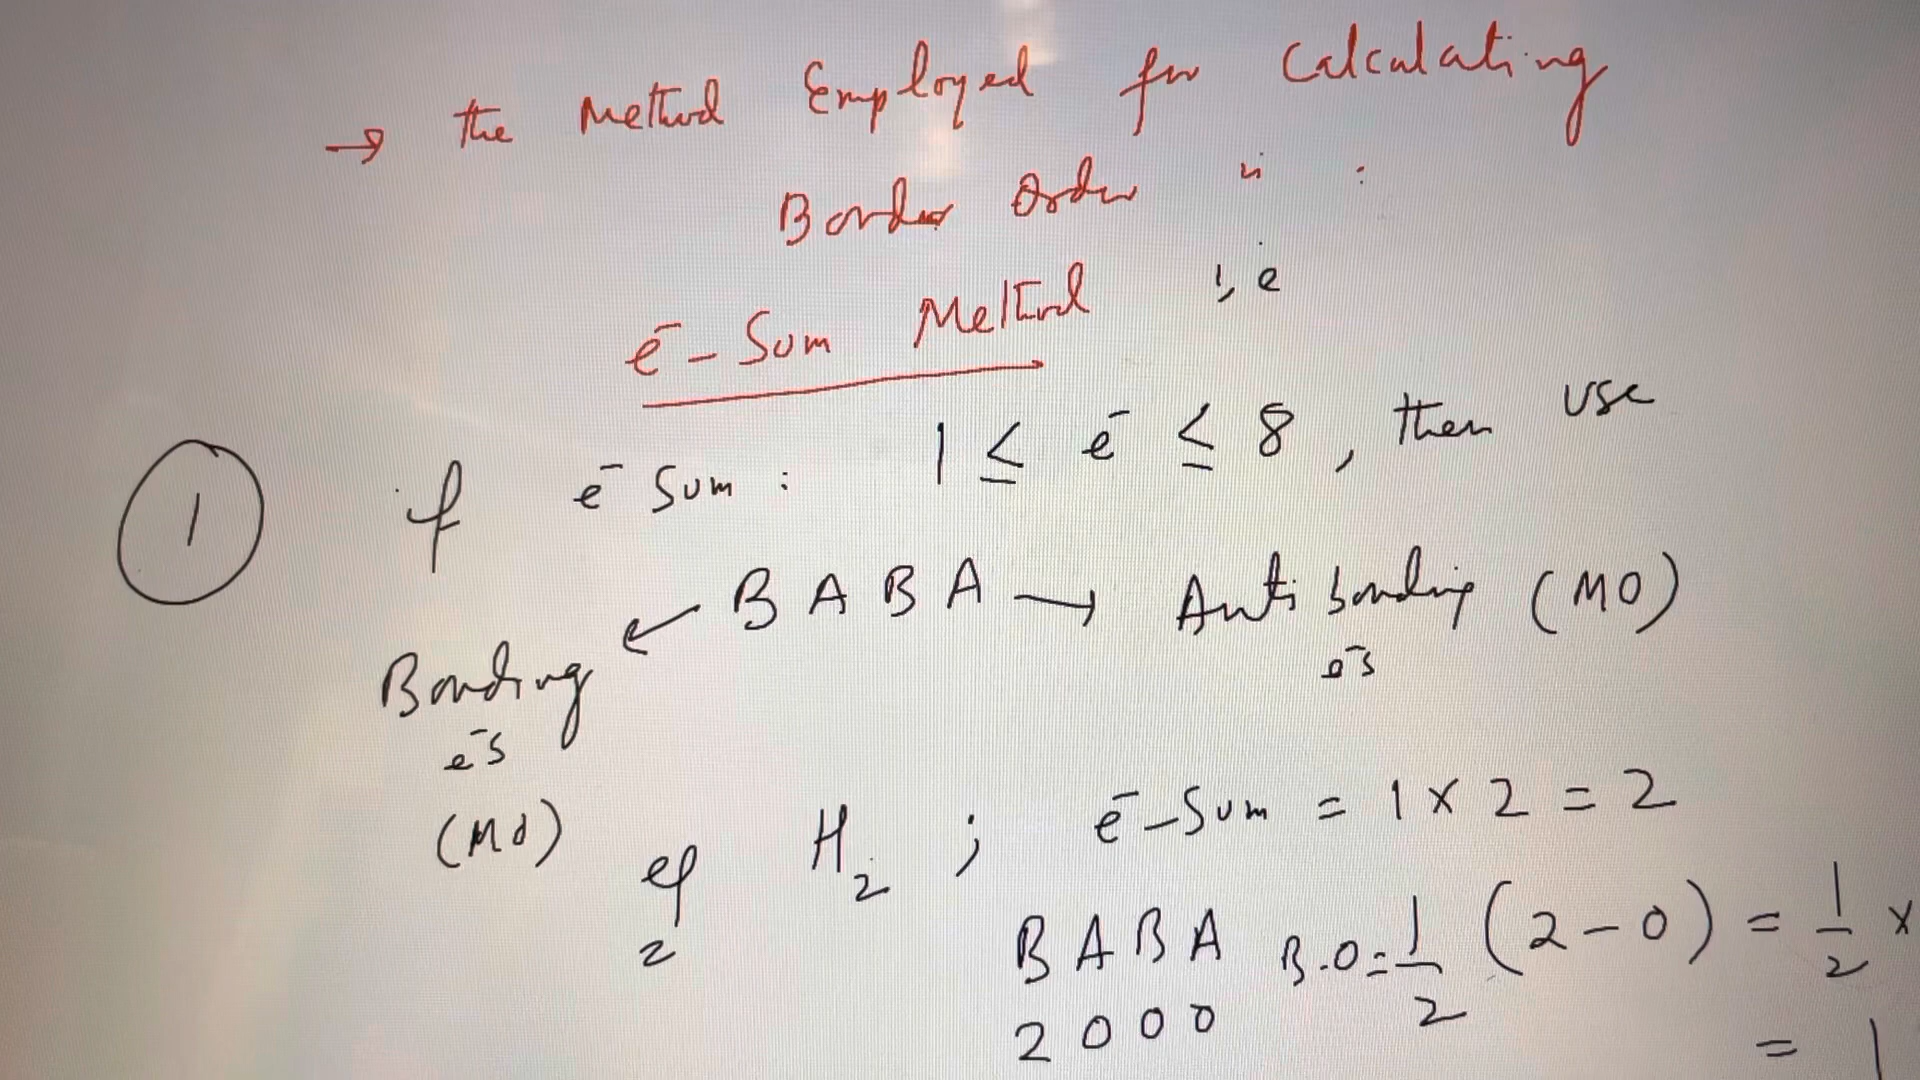 → the Method Employed for Calculating
Border Order is :
e⁻ - Sum Method i,e
① if e⁻ Sum : 1 ≤ e⁻ ≤ 8 , then use
← B A B A → Anti bonding (MO)
e⁻s
Bonding
e⁻s
(MO)
eg H₂ ; e⁻ - Sum = 1 × 2 = 2
2
B A B A B.O = 1/2 (2 - 0) = 1/2 ×
2 0 0 0
= 1